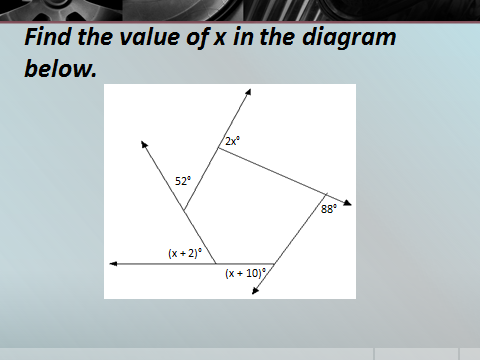 Find the value of x in the diagram
below.
2x°
52°
88°
(x + 2)°
(x + 10)°